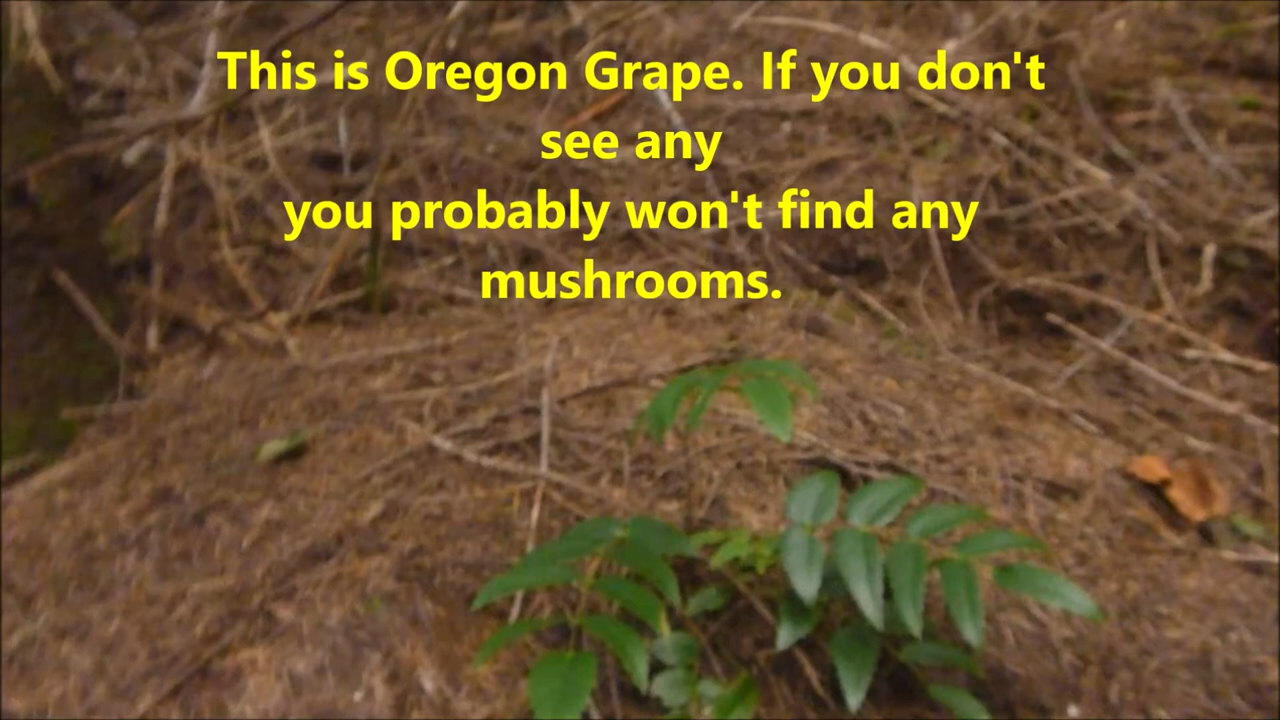 This is Oregon Grape. If you don't
see any
you probably won't find any
mushrooms.